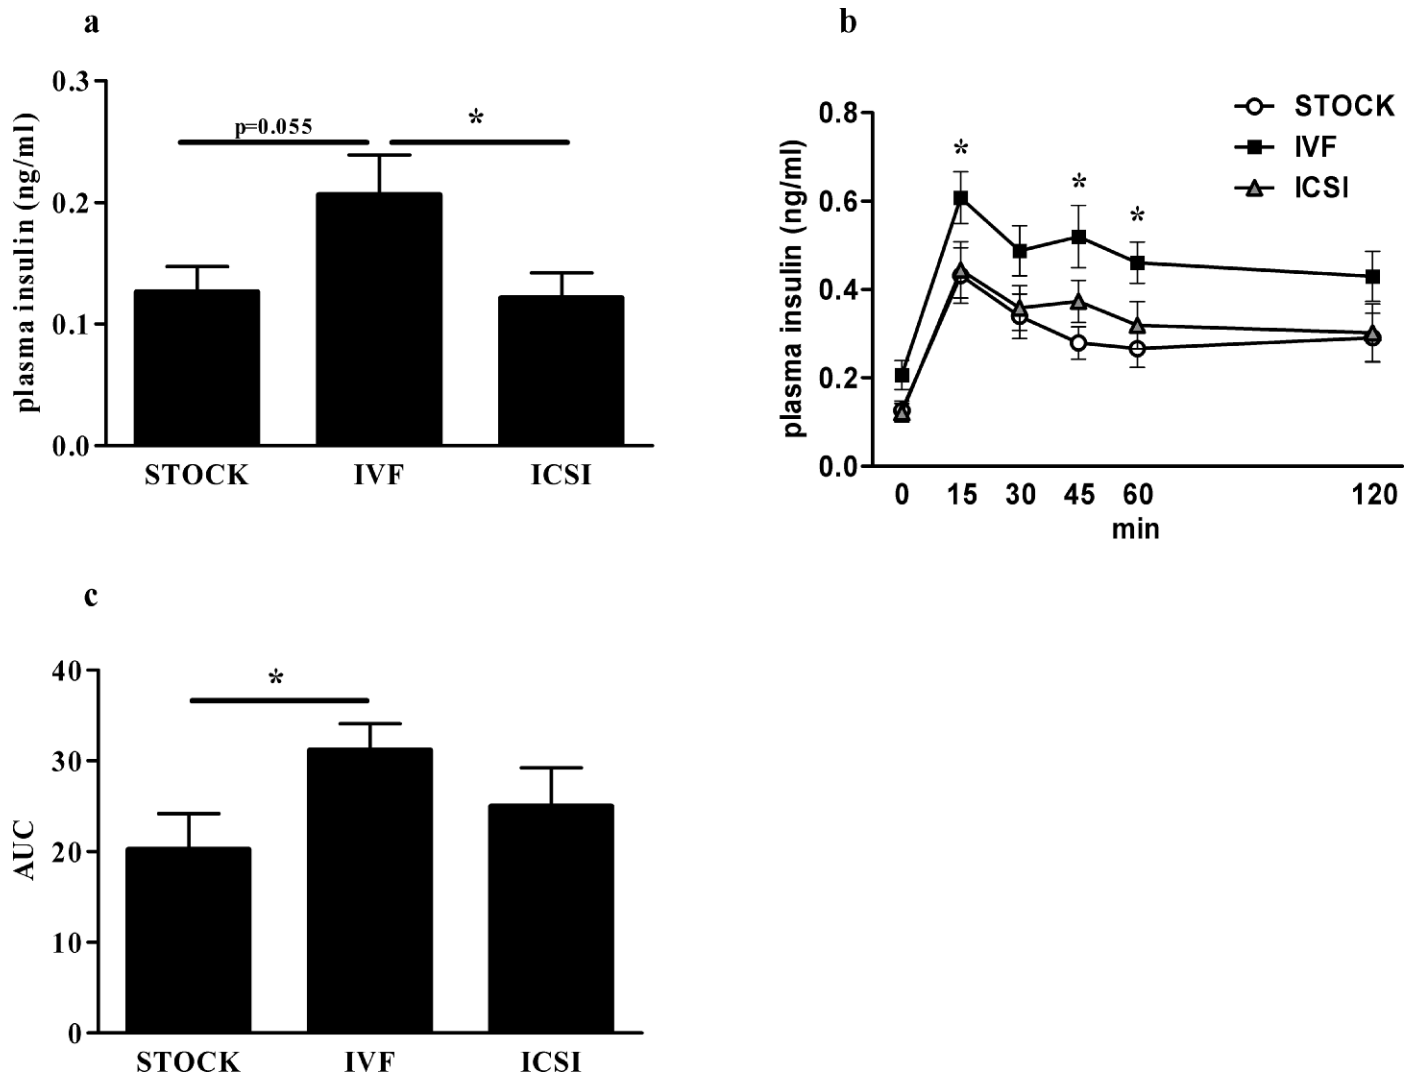 a
plasma insulin (ng/ml)
0.3
0.2
0.1
0.0
p=0.055
*
STOCK IVF ICSI
b
plasma insulin (ng/ml)
0.8
0.6
0.4
0.2
0.0
* * *
STOCK
IVF
ICSI
0 15 30 45 60 120
min
c
AUC
40
30
20
10
0
*
STOCK IVF ICSI